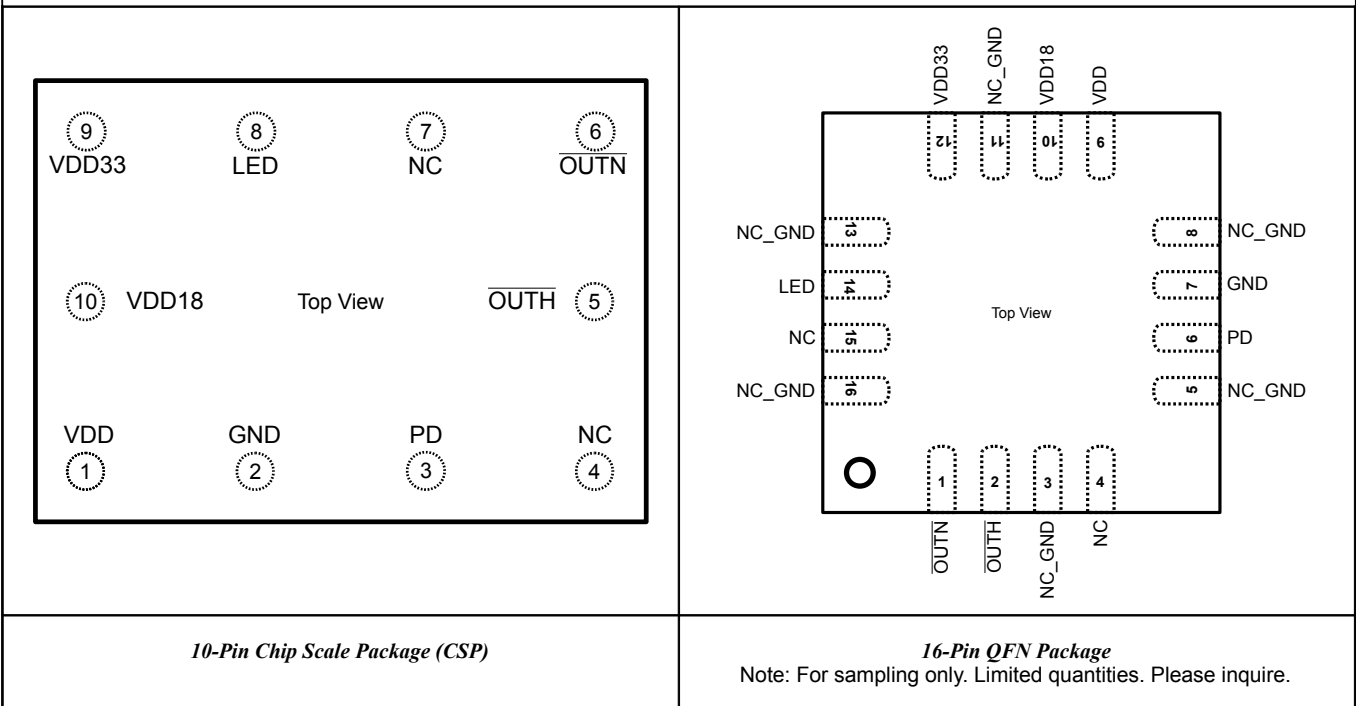 9 8 7 6
VDD33 LED NC OUTN
10 VDD18 Top View OUTH 5
VDD GND PD NC
1 2 3 4
10-Pin Chip Scale Package (CSP)
VDD33 NC_GND VDD18 VDD
12 11 10 9
NC_GND 13 8 NC_GND
LED 14 7 GND
Top View
NC 15 6 PD
NC_GND 16 5 NC_GND
1 2 3 4
OUTN OUTH NC_GND NC
16-Pin QFN Package
Note: For sampling only. Limited quantities. Please inquire.